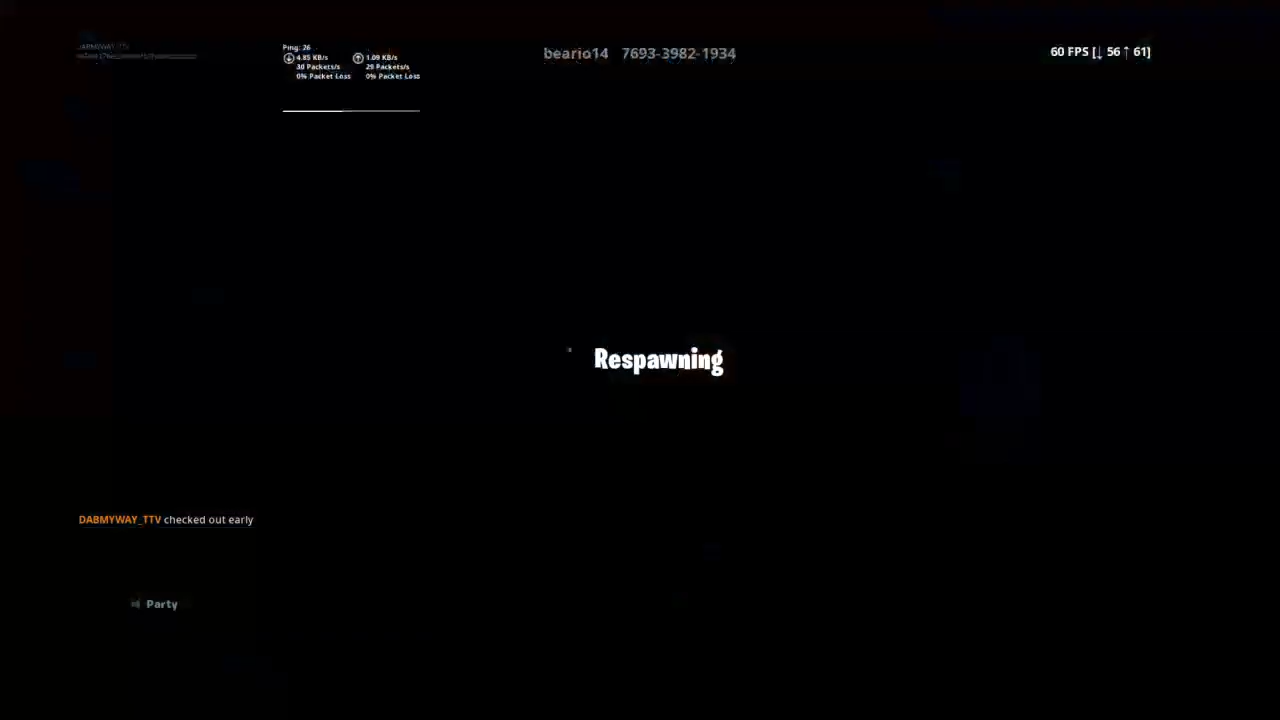 DABMYWAY_TTV
Ping: 26
4.85 KB/s 1.09 KB/s
30 Packets/s 29 Packets/s
0% Packet Loss 0% Packet Loss
beario14 7693-3982-1934
60 FPS [↓ 56 ↑ 61]
Respawning
DABMYWAY_TTV checked out early
Party